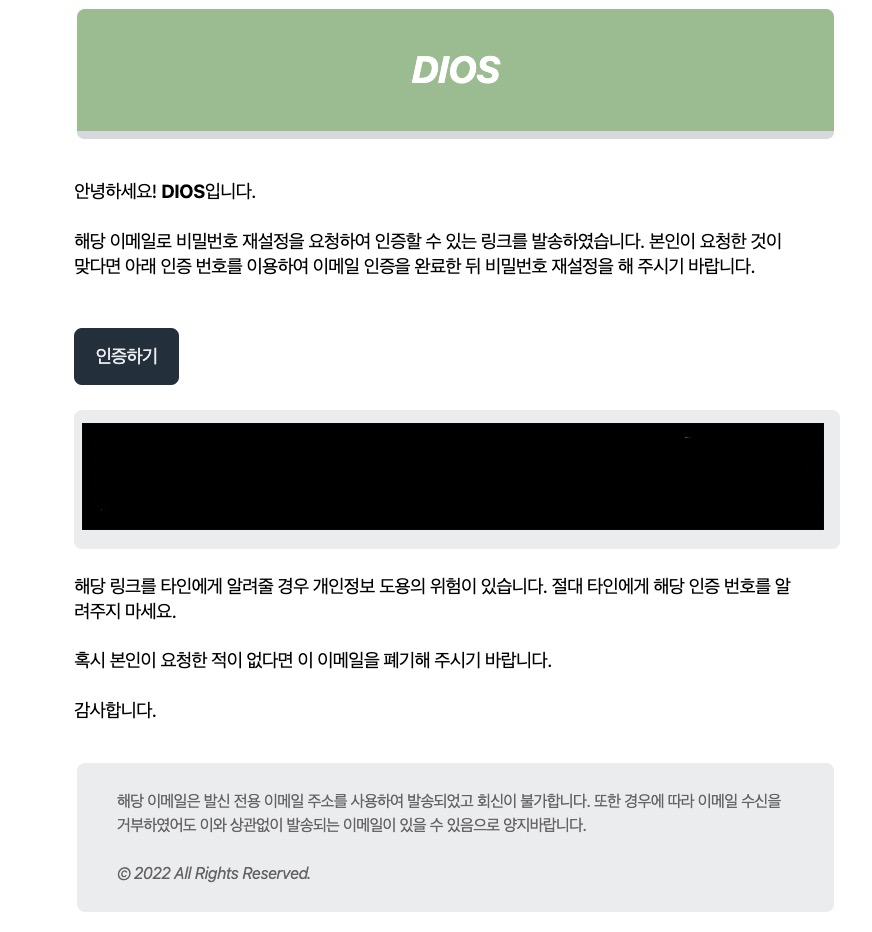 DIOS
안녕하세요! DIOS입니다.
해당 이메일로 비밀번호 재설정을 요청하여 인증할 수 있는 링크를 발송하였습니다. 본인이 요청한 것이
맞다면 아래 인증 번호를 이용하여 이메일 인증을 완료한 뒤 비밀번호 재설정을 해 주시기 바랍니다.
인증하기
해당 링크를 타인에게 알려줄 경우 개인정보 도용의 위험이 있습니다. 절대 타인에게 해당 인증 번호를 알
려주지 마세요.
혹시 본인이 요청한 적이 없다면 이 이메일을 폐기해 주시기 바랍니다.
감사합니다.
해당 이메일은 발신 전용 이메일 주소를 사용하여 발송되었고 회신이 불가합니다. 또한 경우에 따라 이메일 수신을
거부하였어도 이와 상관없이 발송되는 이메일이 있을 수 있음으로 양지바랍니다.
© 2022 All Rights Reserved.